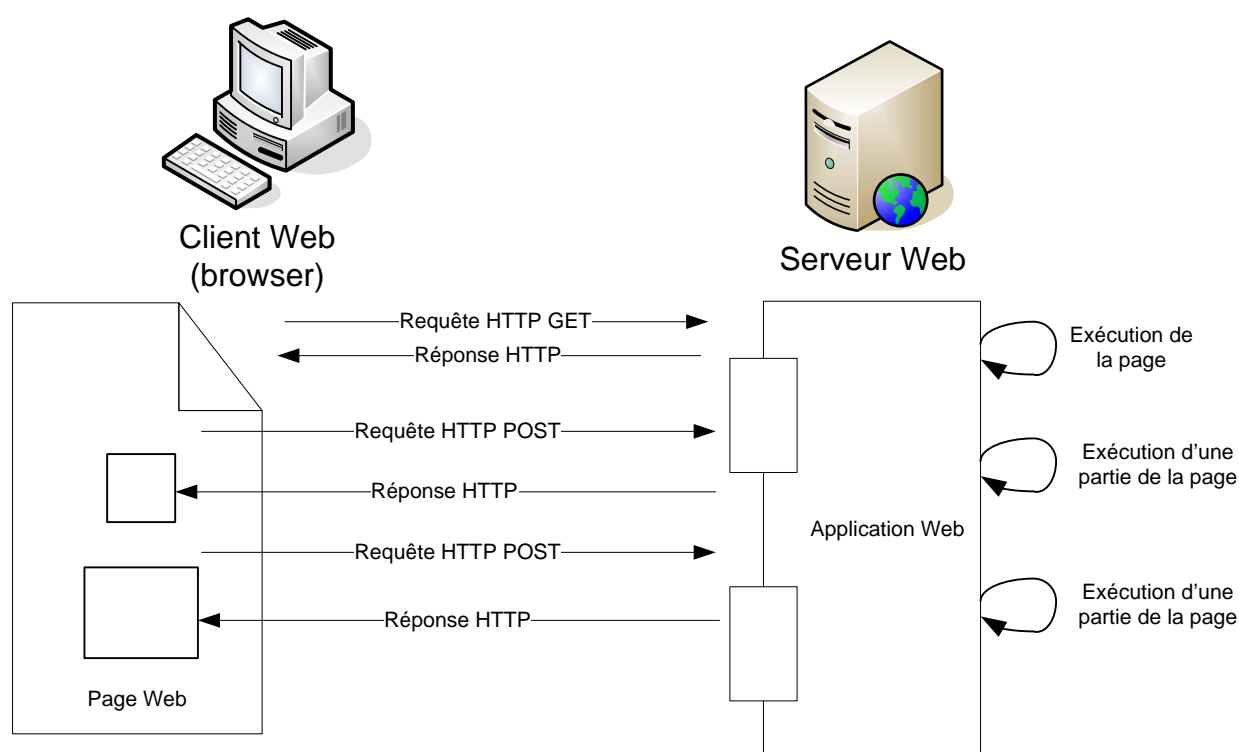 Client Web
(browser)
Serveur Web
Requête HTTP GET
Réponse HTTP
Exécution de
la page
Requête HTTP POST
Réponse HTTP
Exécution d’une
partie de la page
Requête HTTP POST
Application Web
Réponse HTTP
Exécution d’une
partie de la page
Page Web